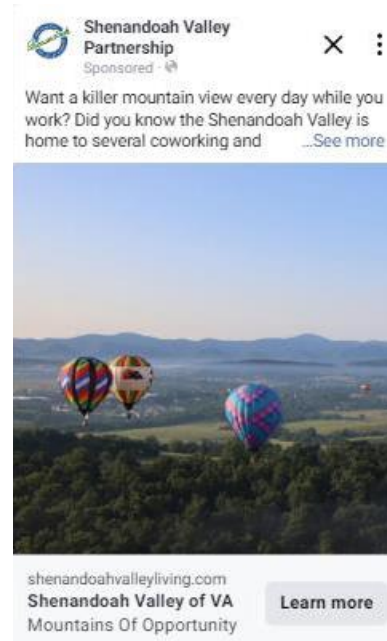 Shenandoah Valley
Partnership
Sponsored ·
Want a killer mountain view every day while you
work? Did you know the Shenandoah Valley is
home to several coworking and ...See more
shenandoahvalleyliving.com
Shenandoah Valley of VA
Mountains Of Opportunity
Learn more